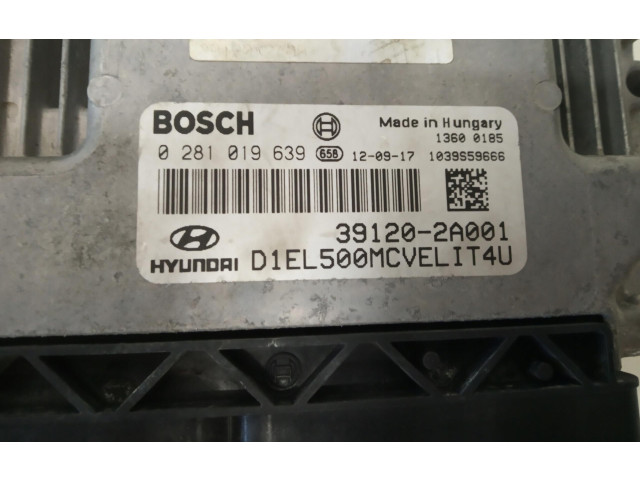 BOSCH Made in Hungary
1360 0185
0 281 019 639 658 12-09-17 1039S59666
39120-2A001
HYUNDAI D1EL500MCVELIT4U